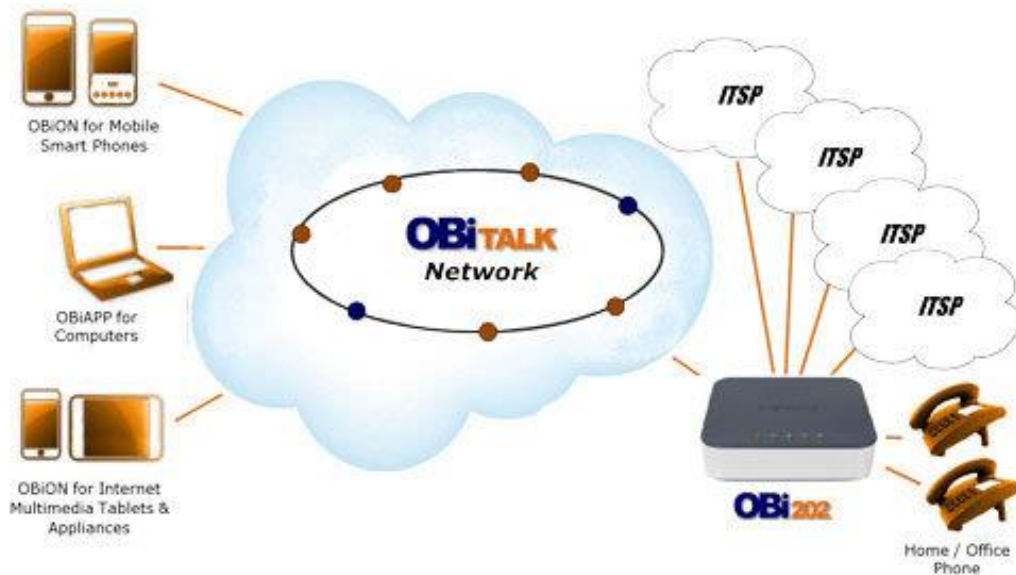 OBiON for Mobile
Smart Phones
OBiAPP for
Computers
OBiON for Internet
Multimedia Tablets &
Appliances
OBiTALK
Network
ITSP
ITSP
ITSP
ITSP
OBi202
Home / Office
Phone